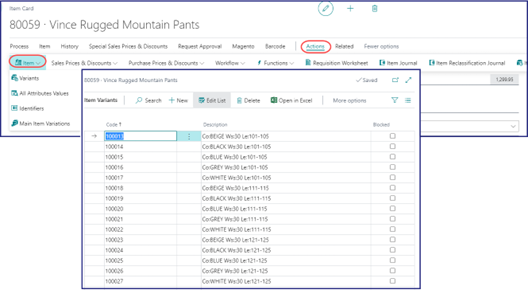 Item Card
80059 · Vince Rugged Mountain Pants
Process Item History Special Sales Prices & Discounts Request Approval Magento Barcode Actions Related Fewer options
Item Sales Prices & Discounts Purchase Prices & Discounts Workflow Functions Requisition Worksheet Item Journal Item Reclassification Journal
Variants
All Attributes Values
Identifiers
Main Item Variations
80059 · Vince Rugged Mountain Pants
Saved
Item Variants Search + New Edit List Delete Open in Excel More options
Code ↑ Description Blocked
100013 Co:BEIGE Ws:30 Le:101-105
100014 Co:BLACK Ws:30 Le:101-105
100015 Co:BLUE Ws:30 Le:101-105
100016 Co:GREY Ws:30 Le:101-105
100017 Co:WHITE Ws:30 Le:101-105
100018 Co:BEIGE Ws:30 Le:111-115
100019 Co:BLACK Ws:30 Le:111-115
100020 Co:BLUE Ws:30 Le:111-115
100021 Co:GREY Ws:30 Le:111-115
100022 Co:WHITE Ws:30 Le:111-115
100023 Co:BEIGE Ws:30 Le:121-125
100024 Co:BLACK Ws:30 Le:121-125
100025 Co:BLUE Ws:30 Le:121-125
100026 Co:GREY Ws:30 Le:121-125
100027 Co:WHITE Ws:30 Le:121-125